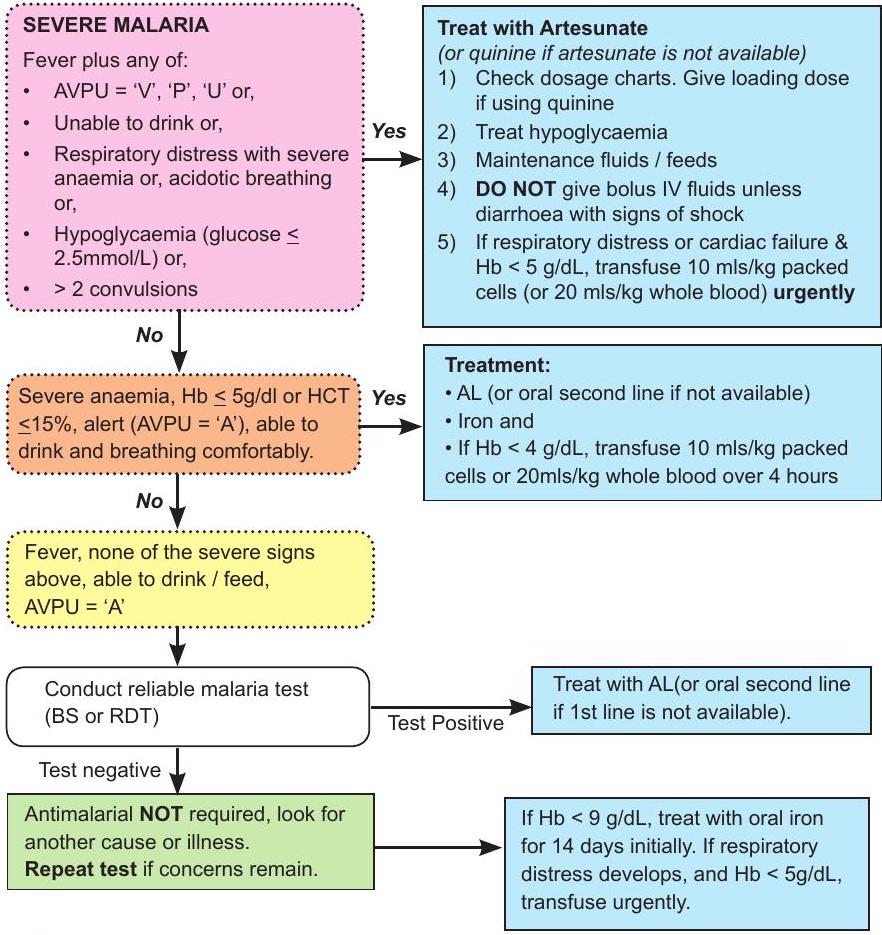 SEVERE MALARIA
Fever plus any of:
• AVPU = ‘V’, ‘P’, ‘U’ or,
• Unable to drink or,
• Respiratory distress with severe
anaemia or, acidotic breathing
or,
• Hypoglycaemia (glucose ≤
2.5mmol/L) or,
• > 2 convulsions
Yes
Treat with Artesunate
(or quinine if artesunate is not available)
1) Check dosage charts. Give loading dose
if using quinine
2) Treat hypoglycaemia
3) Maintenance fluids / feeds
4) DO NOT give bolus IV fluids unless
diarrhoea with signs of shock
5) If respiratory distress or cardiac failure &
Hb < 5 g/dL, transfuse 10 mls/kg packed
cells (or 20 mls/kg whole blood) urgently
No
Severe anaemia, Hb ≤ 5g/dl or HCT
≤15%, alert (AVPU = ‘A’), able to
drink and breathing comfortably.
Yes
Treatment:
• AL (or oral second line if not available)
• Iron and
• If Hb < 4 g/dL, transfuse 10 mls/kg packed
cells or 20mls/kg whole blood over 4 hours
No
Fever, none of the severe signs
above, able to drink / feed,
AVPU = ‘A’
Conduct reliable malaria test
(BS or RDT)
Test Positive
Treat with AL(or oral second line
if 1st line is not available).
Test negative
Antimalarial NOT required, look for
another cause or illness.
Repeat test if concerns remain.
If Hb < 9 g/dL, treat with oral iron
for 14 days initially. If respiratory
distress develops, and Hb < 5g/dL,
transfuse urgently.